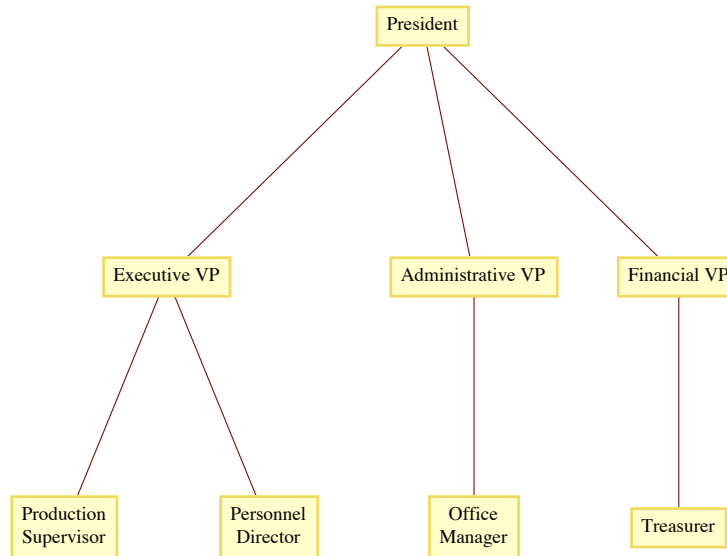 President
Executive VP
Administrative VP
Financial VP
Production
Supervisor
Personnel
Director
Office
Manager
Treasurer